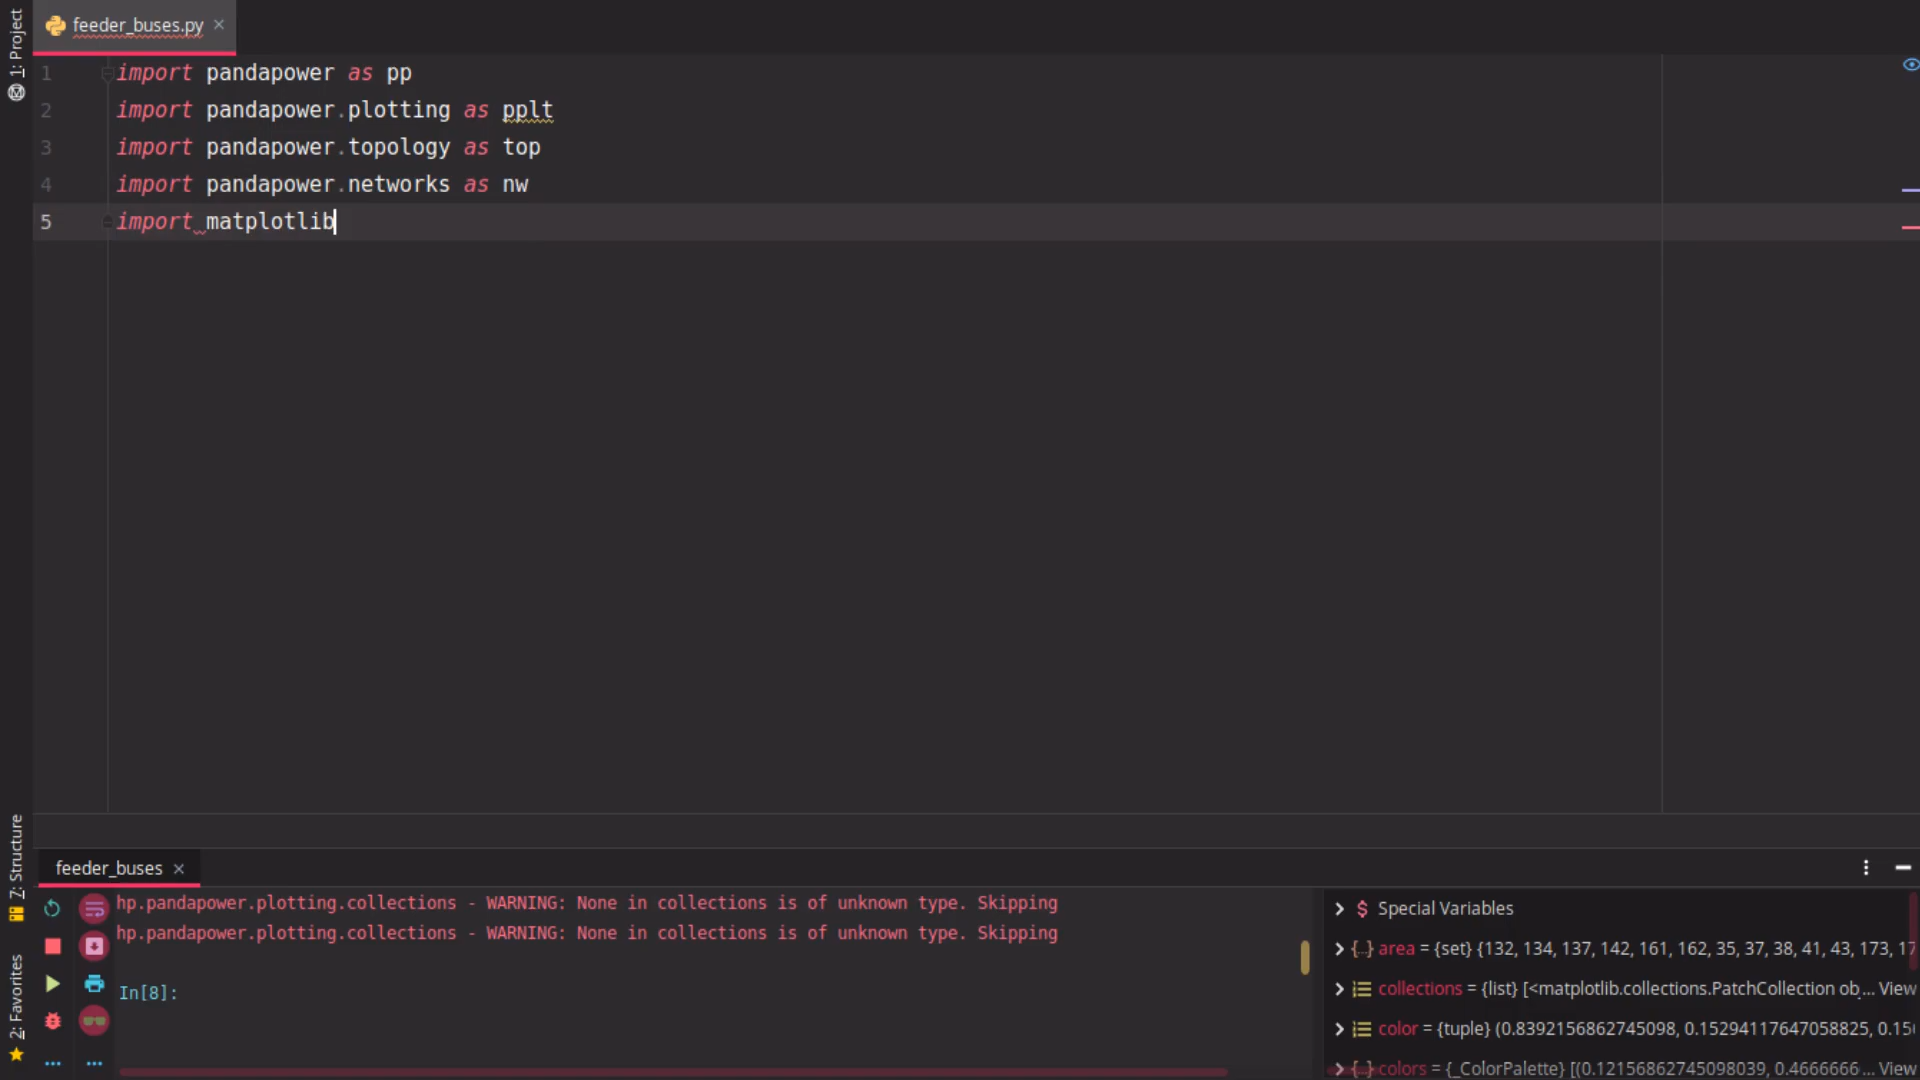 1: Project
feeder_buses.py ×
1 import pandapower as pp
2 import pandapower.plotting as pplt
3 import pandapower.topology as top
4 import pandapower.networks as nw
5 import matplotlib
7: Structure
2: Favorites
feeder_buses ×
hp.pandapower.plotting.collections - WARNING: None in collections is of unknown type. Skipping
hp.pandapower.plotting.collections - WARNING: None in collections is of unknown type. Skipping
In[8]:
Special Variables
area = {set} {132, 134, 137, 142, 161, 162, 35, 37, 38, 41, 43, 173, 17
collections = {list} [<matplotlib.collections.PatchCollection ob... View
color = {tuple} (0.8392156862745098, 0.15294117647058825, 0.15
colors = {_ColorPalette} [(0.12156862745098039, 0.4666666... View